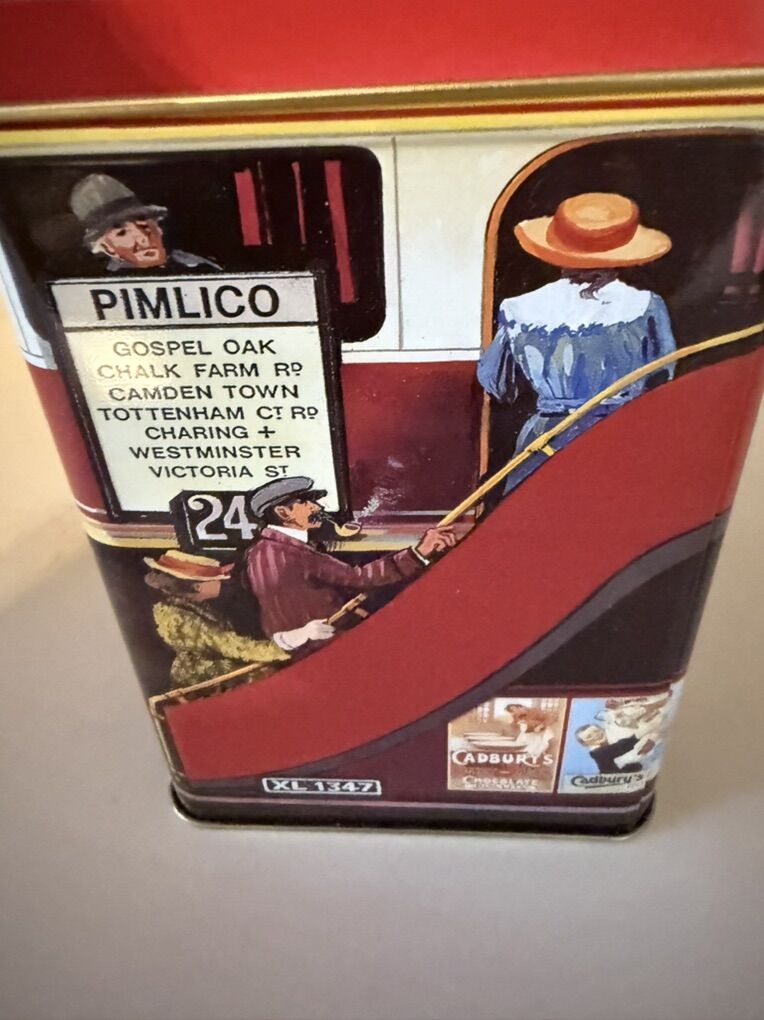 PIMLICO
GOSPEL OAK
CHALK FARM RD
CAMDEN TOWN
TOTTENHAM CT RD
CHARING +
WESTMINSTER
VICTORIA ST
24
XL 1347
CADBURY'S
CHOCOLATE
Cadbury's